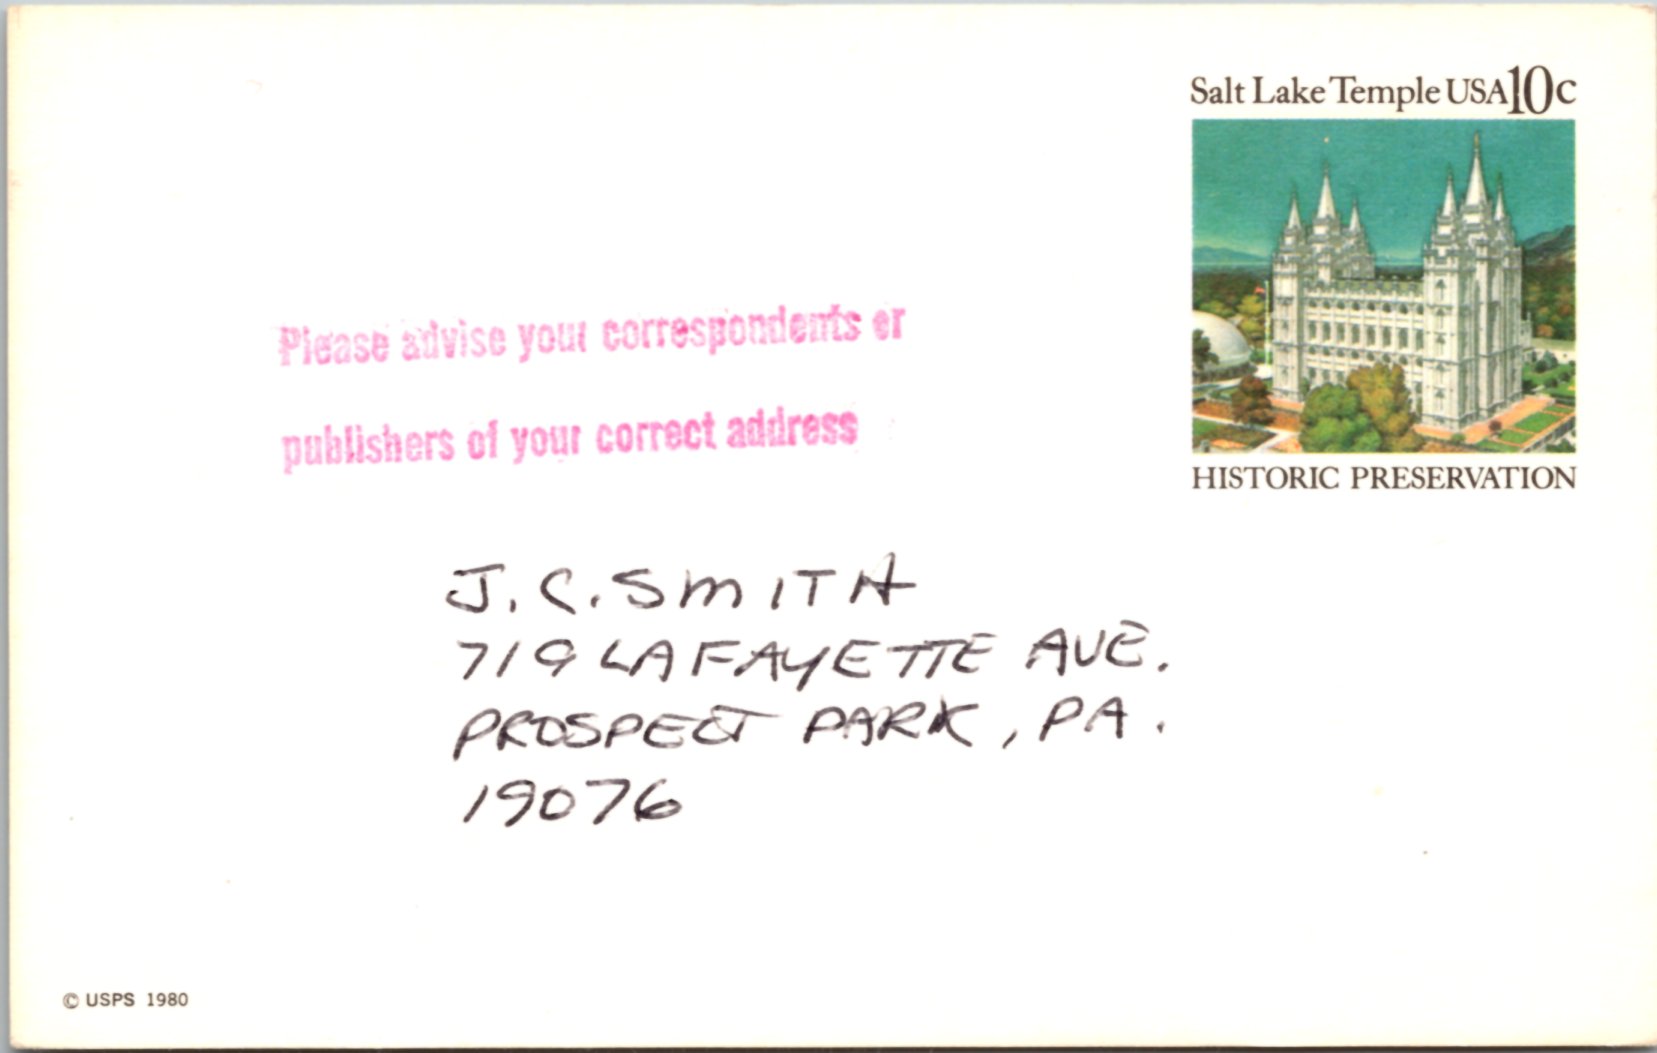 Salt Lake Temple USA 10c
HISTORIC PRESERVATION
Please advise your correspondents or
publishers of your correct address
J. C. SMITH
719 LAFAYETTE AVE.
PROSPECT PARK, PA.
19076
© USPS 1980